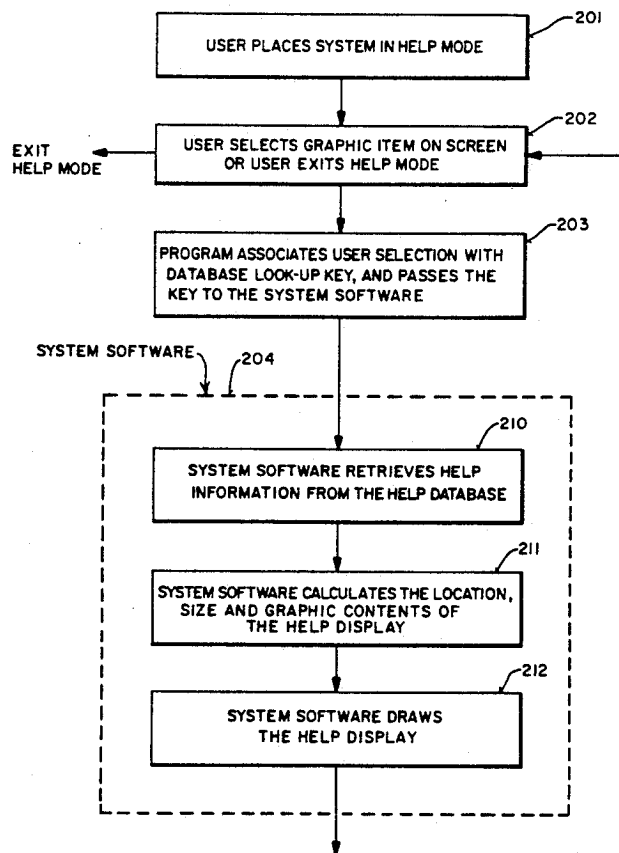 201
USER PLACES SYSTEM IN HELP MODE
202
EXIT
HELP MODE
USER SELECTS GRAPHIC ITEM ON SCREEN
OR USER EXITS HELP MODE
203
PROGRAM ASSOCIATES USER SELECTION WITH
DATABASE LOOK-UP KEY, AND PASSES THE
KEY TO THE SYSTEM SOFTWARE
SYSTEM SOFTWARE
204
210
SYSTEM SOFTWARE RETRIEVES HELP
INFORMATION FROM THE HELP DATABASE
211
SYSTEM SOFTWARE CALCULATES THE LOCATION,
SIZE AND GRAPHIC CONTENTS OF
THE HELP DISPLAY
212
SYSTEM SOFTWARE DRAWS
THE HELP DISPLAY